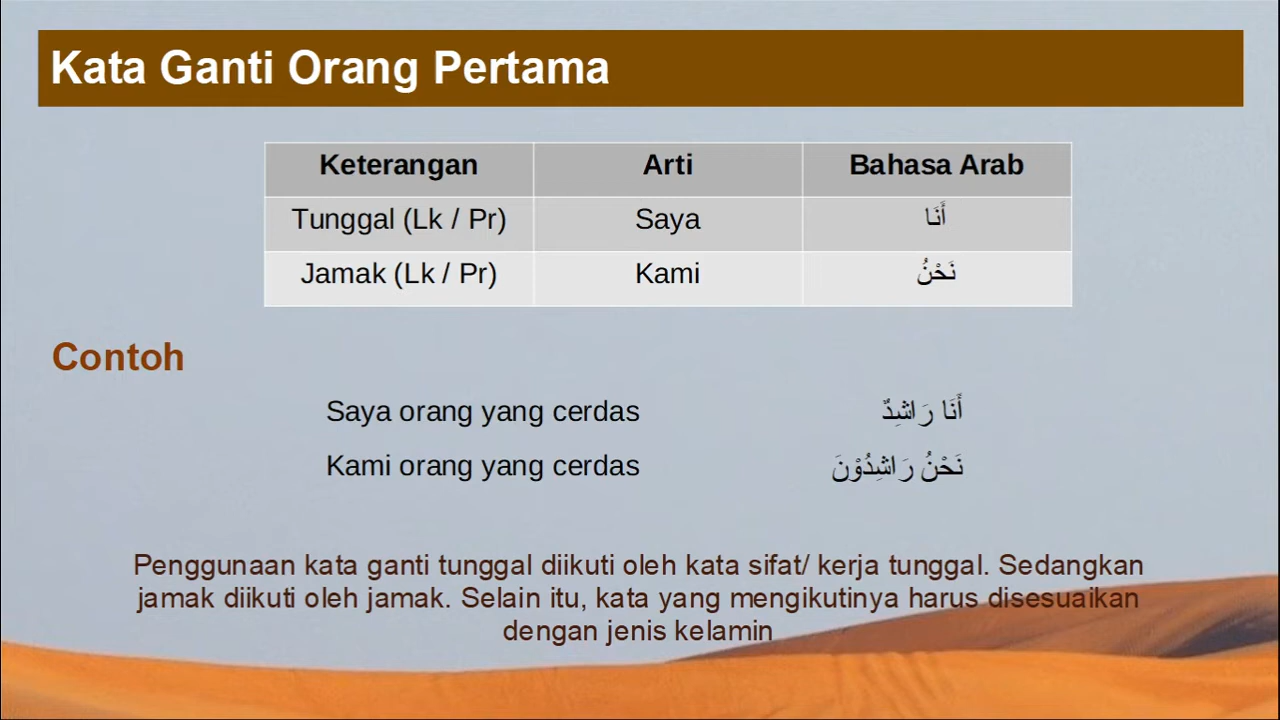 Kata Ganti Orang Pertama
Keterangan Arti Bahasa Arab
Tunggal (Lk / Pr) Saya أَنَا
Jamak (Lk / Pr) Kami نَحْنُ
Contoh
Saya orang yang cerdas أَنَا رَاشِدٌ
Kami orang yang cerdas نَحْنُ رَاشِدُوْنَ
Penggunaan kata ganti tunggal diikuti oleh kata sifat/ kerja tunggal. Sedangkan
jamak diikuti oleh jamak. Selain itu, kata yang mengikutinya harus disesuaikan
dengan jenis kelamin